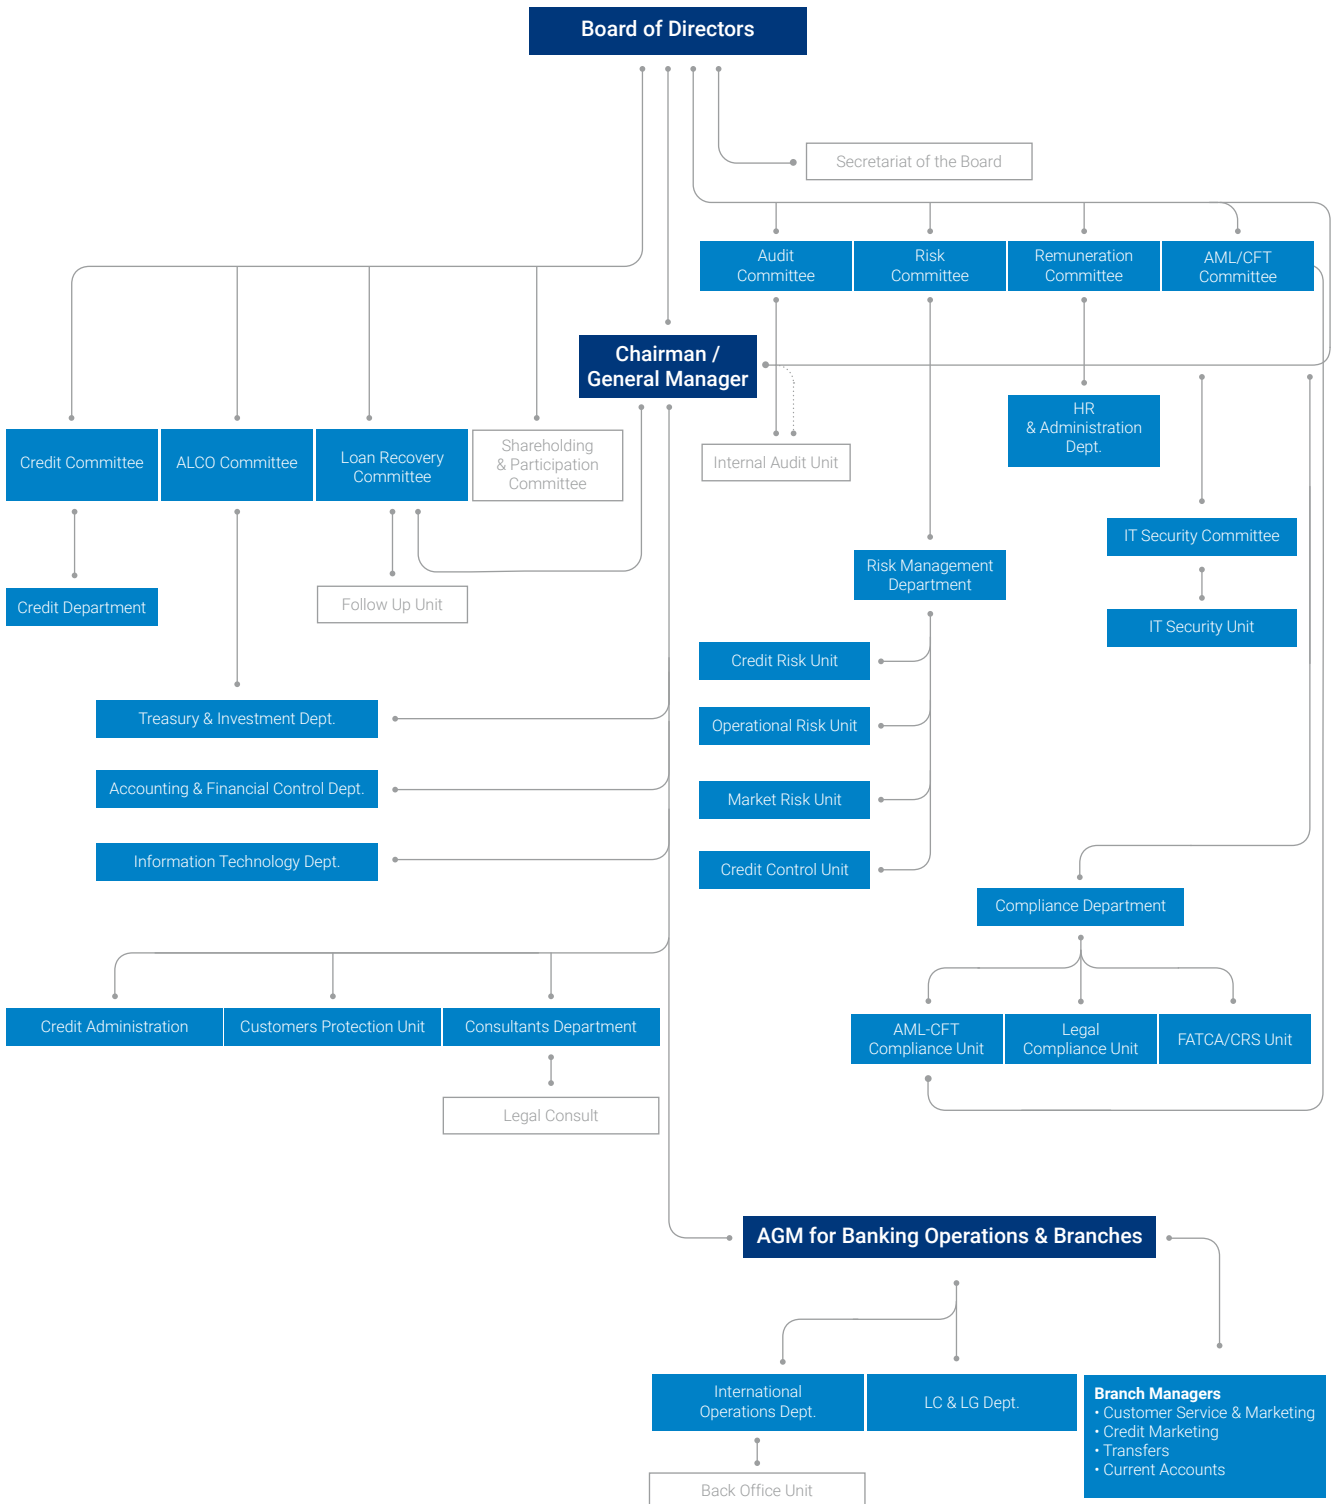 Board of Directors
Secretariat of the Board
Audit
Committee
Risk
Committee
Remuneration
Committee
AML/CFT
Committee
Chairman /
General Manager
HR
& Administration
Dept.
Credit Committee
ALCO Committee
Loan Recovery
Committee
Shareholding
& Participation
Committee
Internal Audit Unit
IT Security Committee
Risk Management
Department
Credit Department
Follow Up Unit
IT Security Unit
Credit Risk Unit
Treasury & Investment Dept.
Operational Risk Unit
Accounting & Financial Control Dept.
Market Risk Unit
Information Technology Dept.
Credit Control Unit
Compliance Department
Credit Administration
Customers Protection Unit
Consultants Department
AML-CFT
Compliance Unit
Legal
Compliance Unit
FATCA/CRS Unit
Legal Consult
AGM for Banking Operations & Branches
International
Operations Dept.
LC & LG Dept.
Branch Managers
• Customer Service & Marketing
• Credit Marketing
• Transfers
• Current Accounts
Back Office Unit